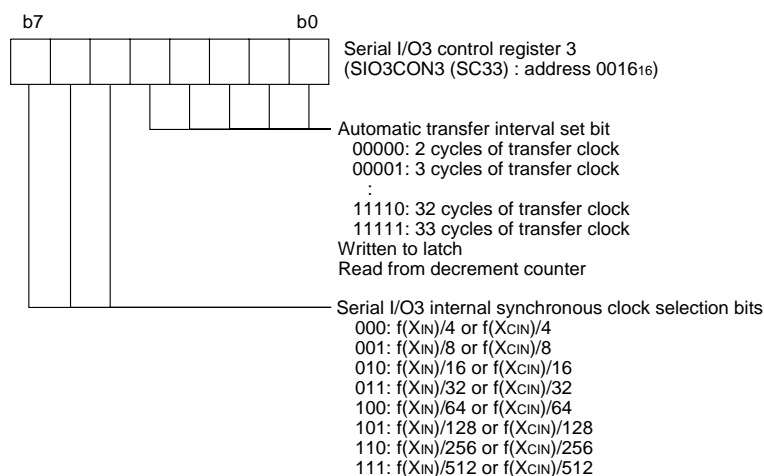 b7 b0
Serial I/O3 control register 3
(SIO3CON3 (SC33) : address 001616)
Automatic transfer interval set bit
00000: 2 cycles of transfer clock
00001: 3 cycles of transfer clock
:
11110: 32 cycles of transfer clock
11111: 33 cycles of transfer clock
Written to latch
Read from decrement counter
Serial I/O3 internal synchronous clock selection bits
000: f(XIN)/4 or f(XCIN)/4
001: f(XIN)/8 or f(XCIN)/8
010: f(XIN)/16 or f(XCIN)/16
011: f(XIN)/32 or f(XCIN)/32
100: f(XIN)/64 or f(XCIN)/64
101: f(XIN)/128 or f(XCIN)/128
110: f(XIN)/256 or f(XCIN)/256
111: f(XIN)/512 or f(XCIN)/512